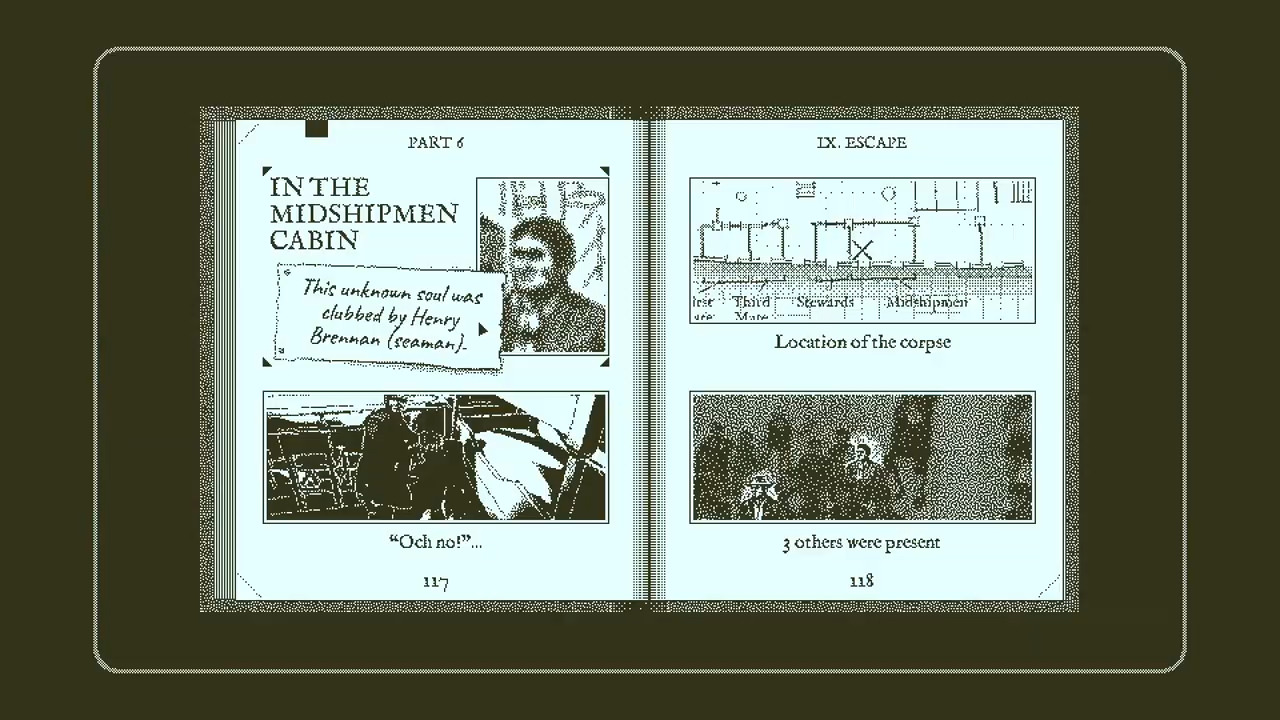 PART 6
IN THE
MIDSHIPMEN
CABIN
This unknown soul was
clubbed by Henry
Brennan (seaman).
"Och no!"...
117
IX. ESCAPE
Third
Mate
Stewards
Midshipmen
Location of the corpse
3 others were present
118